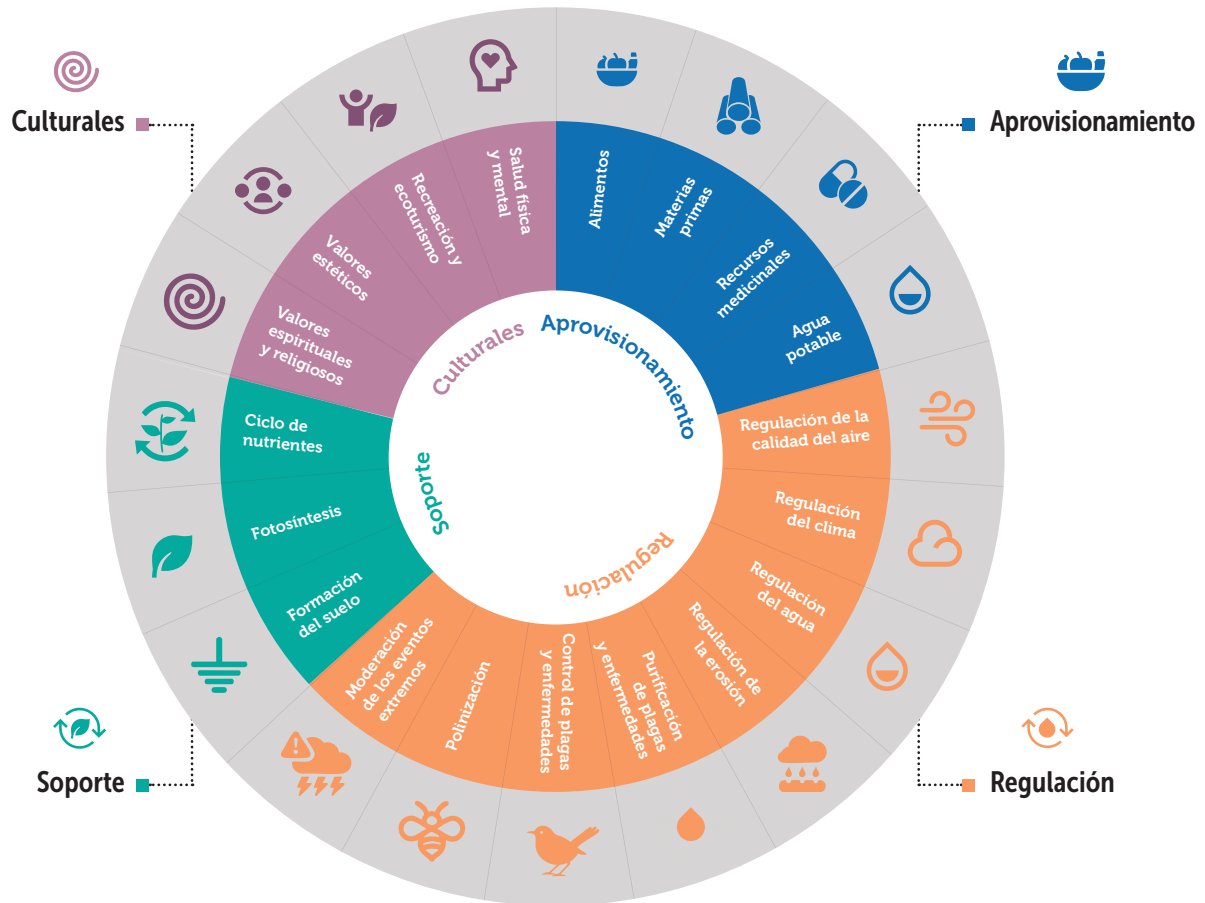 Culturales
Aprovisionamiento
Salud física
y mental
Recreación y
ecoturismo
Valores
estéticos
Valores
espirituales
y religiosos
Alimentos
Materias
primas
Recursos
medicinales
Agua
potable
Culturales
Aprovisionamiento
Soporte
Regulación
Ciclo de
nutrientes
Fotosíntesis
Formación
del suelo
Regulación de la
calidad del aire
Regulación
del clima
Regulación
del agua
Regulación de
la erosión
Purificación
de plagas
y enfermedades
Control de plagas
y enfermedades
Polinización
Moderación
de los eventos
extremos
Soporte
Regulación